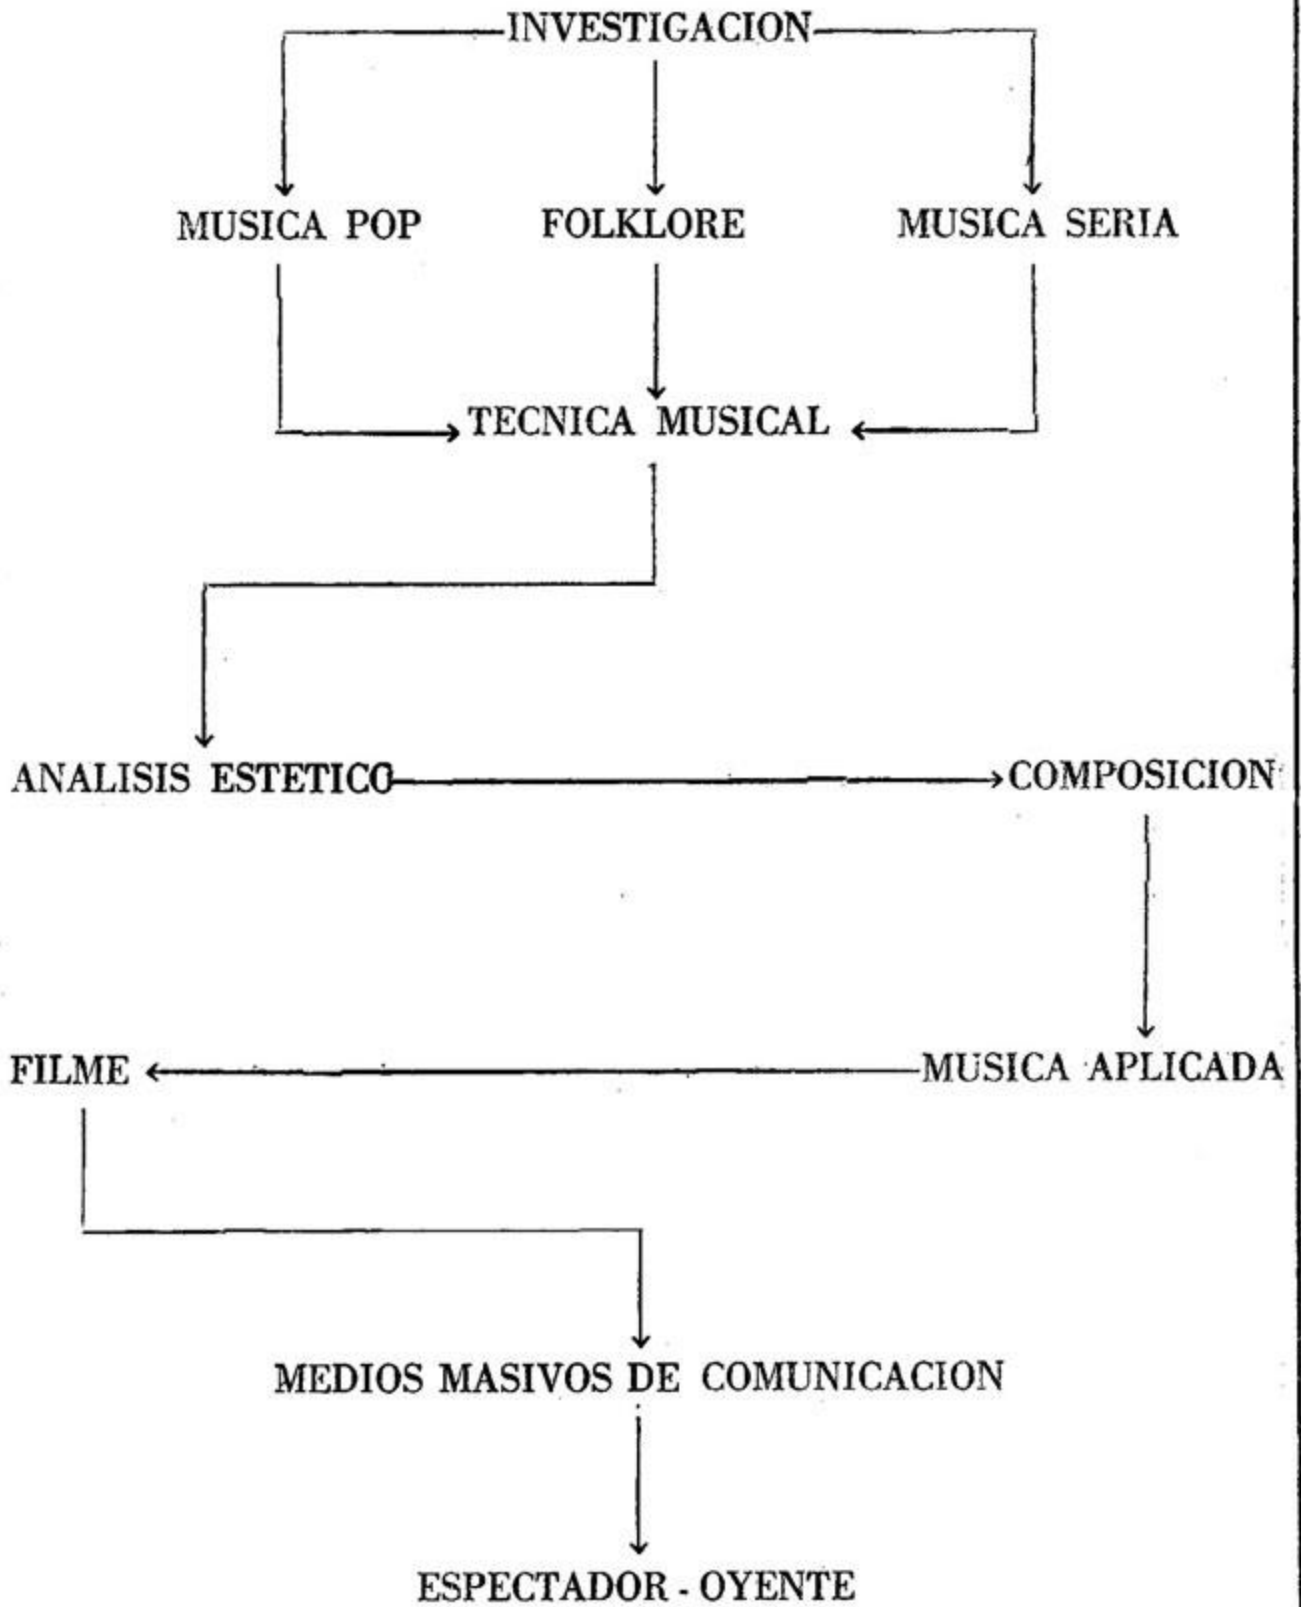 INVESTIGACION
MUSICA POP FOLKLORE MUSICA SERIA
TECNICA MUSICAL
ANALISIS ESTETICO COMPOSICION
FILME MUSICA APLICADA
MEDIOS MASIVOS DE COMUNICACION
ESPECTADOR - OYENTE